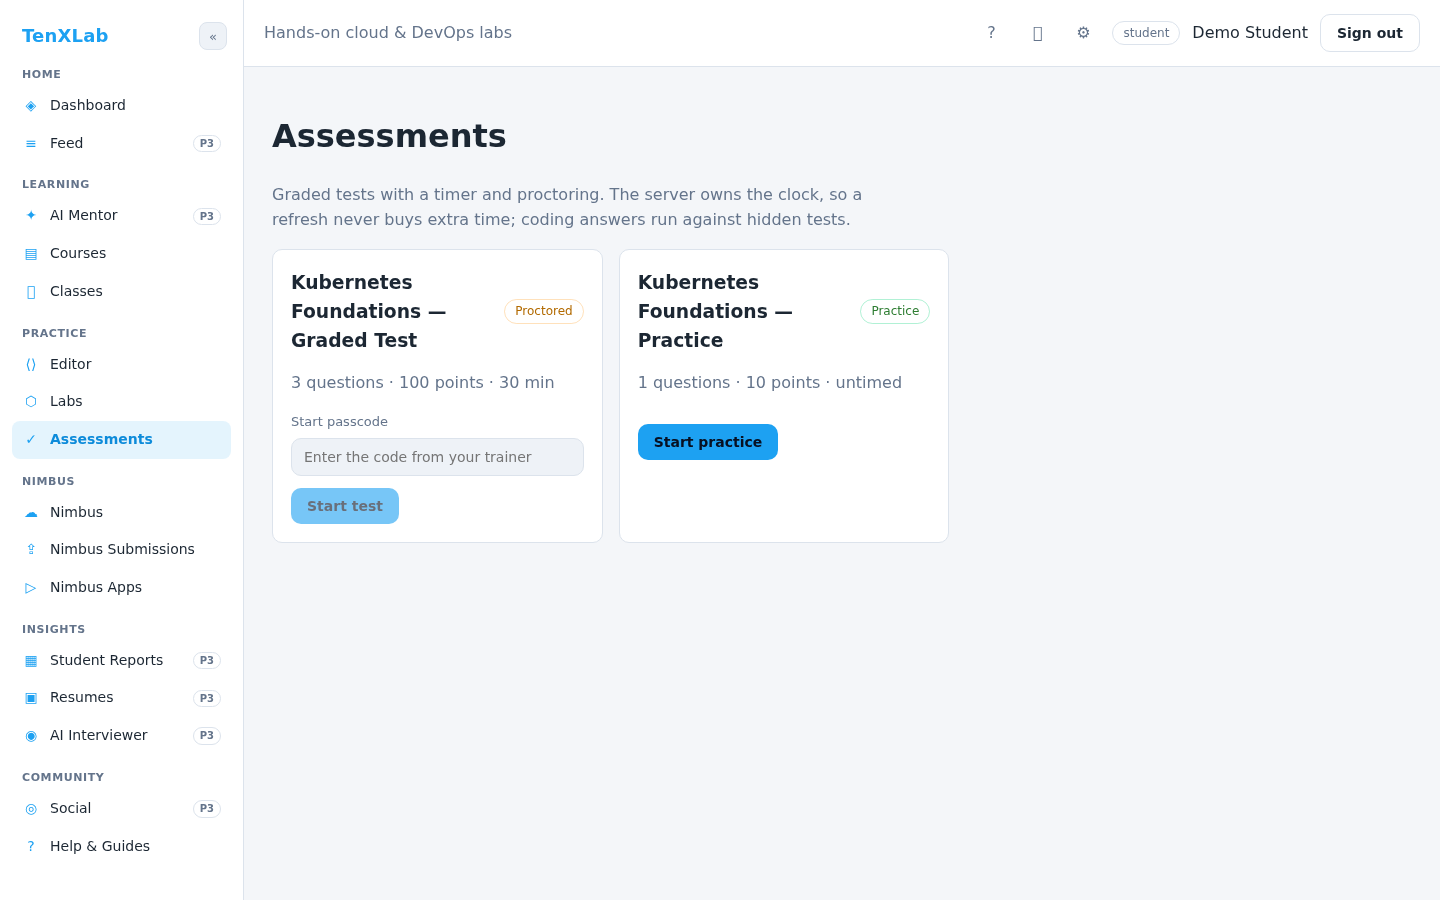 TenXLab
«
HOME
Dashboard
Feed P3
LEARNING
AI Mentor P3
Courses
Classes
PRACTICE
Editor
Labs
Assessments
NIMBUS
Nimbus
Nimbus Submissions
Nimbus Apps
INSIGHTS
Student Reports P3
Resumes P3
AI Interviewer P3
COMMUNITY
Social P3
? Help & Guides
Hands-on cloud & DevOps labs
? student Demo Student Sign out
Assessments
Graded tests with a timer and proctoring. The server owns the clock, so a
refresh never buys extra time; coding answers run against hidden tests.
Kubernetes
Foundations —
Graded Test
Proctored
3 questions · 100 points · 30 min
Start passcode
Enter the code from your trainer
Start test
Kubernetes
Foundations —
Practice
Practice
1 questions · 10 points · untimed
Start practice